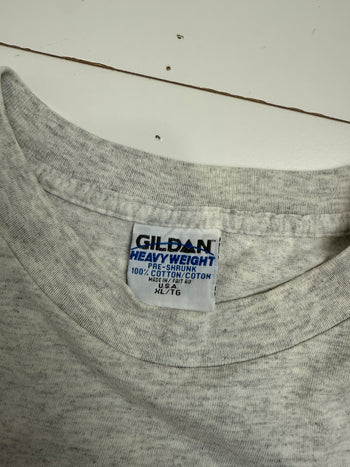 GILDAN
HEAVY WEIGHT
PRE-SHRUNK
100% COTTON/COTON
MADE IN / FAIT AU
U.S.A.
XL/TG